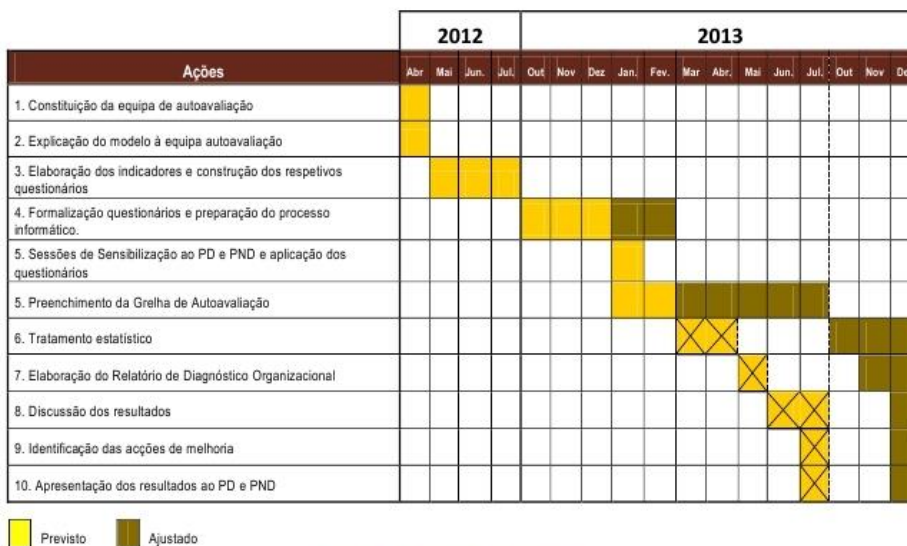 2012 2013
Ações Abr Mai Jun. Jul. Out Nov Dez Jan. Fev. Mar Abr. Mai Jun. Jul. Out Nov De
1. Constituição da equipa de autoavaliação
2. Explicação do modelo à equipa autoavaliação
3. Elaboração dos indicadores e construção dos respetivos
questionários
4. Formalização questionários e preparação do processo
informático.
5. Sessões de Sensibilização ao PD e PND e aplicação dos
questionários
5. Preenchimento da Grelha de Autoavaliação
6. Tratamento estatístico
7. Elaboração do Relatório de Diagnóstico Organizacional
8. Discussão dos resultados
9. Identificação das acções de melhoria
10. Apresentação dos resultados ao PD e PND
Previsto Ajustado